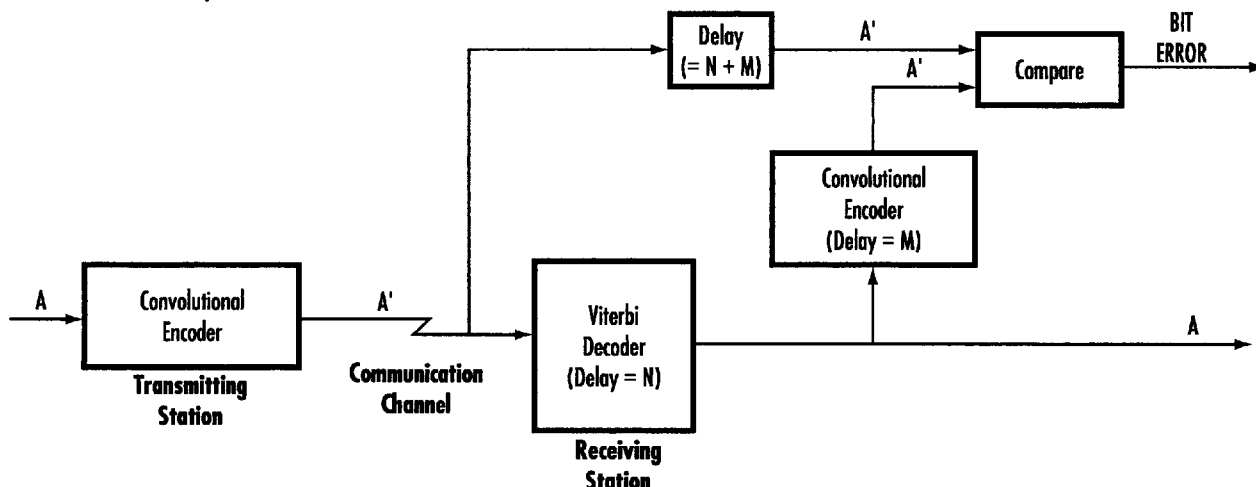 Delay
(= N + M)
A'
A'
Compare
BIT
ERROR
Convolutional
Encoder
(Delay = M)
A
Convolutional
Encoder
A'
Viterbi
Decoder
(Delay = N)
A
Transmitting
Station
Communication
Channel
Receiving
Station